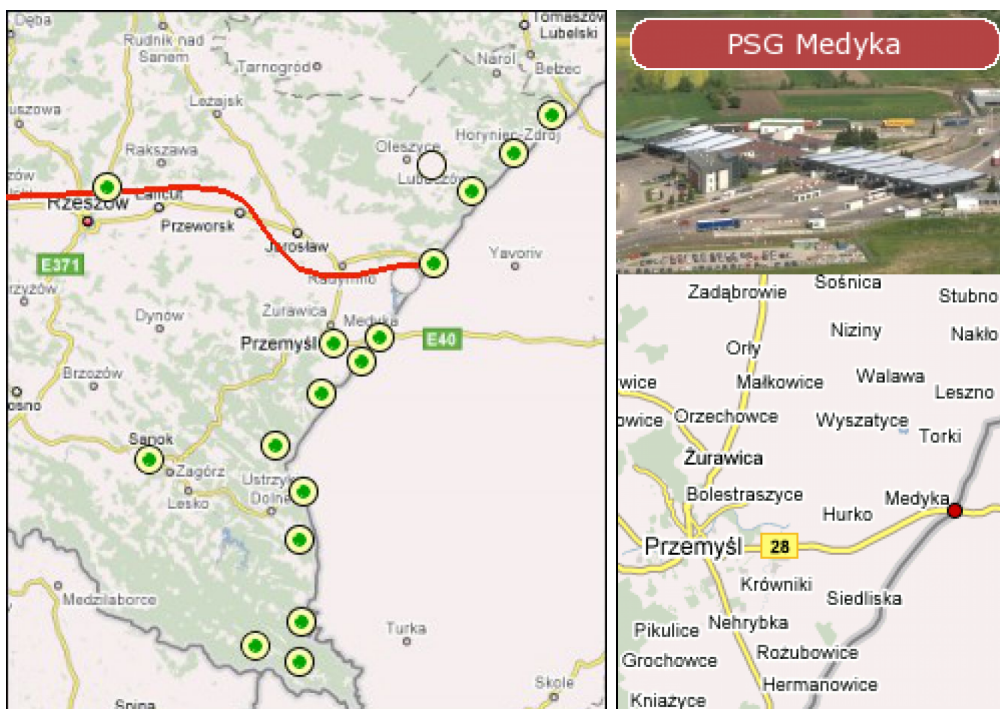 Dęba
Tomaszów
Lubelski
Rudnik nad
Sanem
Tarnogród
Narol
Bełżec
Leżajsk
Horyniec-Zdrój
Rakszawa
Oleszyce
Lubaczów
Rzeszów
Łańcut
Przeworsk
Jarosław
Yavoriv
E371
Radymno
Dynów
Żurawica
Medyka
Przemyśl
E40
Brzozów
Sanok
Zagórz
Ustrzyki
Dolne
Lesko
Medzilaborce
Turka
Skole
PSG Medyka
Zadąbrowie
Sośnica
Stubno
Niziny
Nakło
Orły
wice
Małkowice
Walawa
Leszno
owice
Orzechowce
Wyszatyce
Torki
Żurawica
Bolestraszyce
Medyka
Hurko
Przemyśl
28
Krówniki
Siedliska
Pikulice
Nehrybka
Grochowce
Rożubowice
Hermanowice
Kniażyce